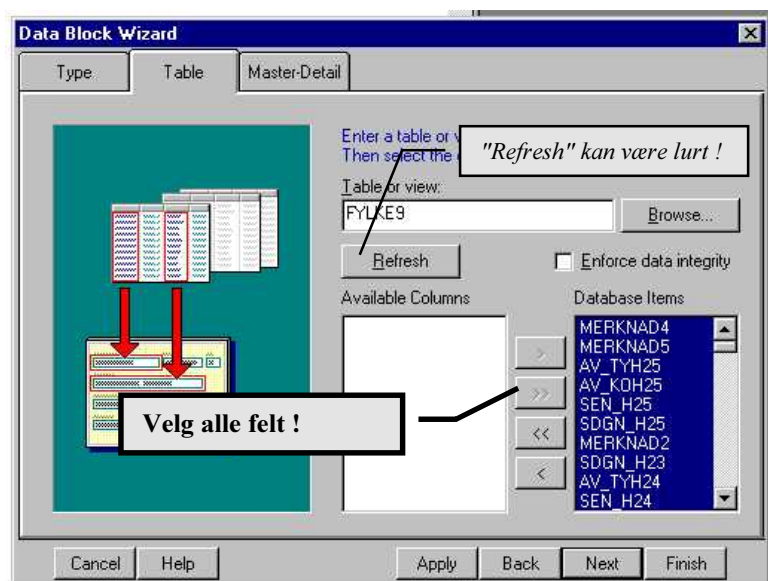 Data Block Wizard
Type
Table
Master-Detail
Enter a table or
Then select the
"Refresh" kan være lurt !
Table or view:
FYLKE9
Browse...
Refresh
Enforce data integrity
Available Columns
Database Items
MERKNAD4
MERKNAD5
AV_TYH25
AV_KOH25
SEN_H25
SDGN_H25
MERKNAD2
SDGN_H23
AV_TYH24
SEN_H24
>
>>
<<
<
Velg alle felt !
Cancel
Help
Apply
Back
Next
Finish